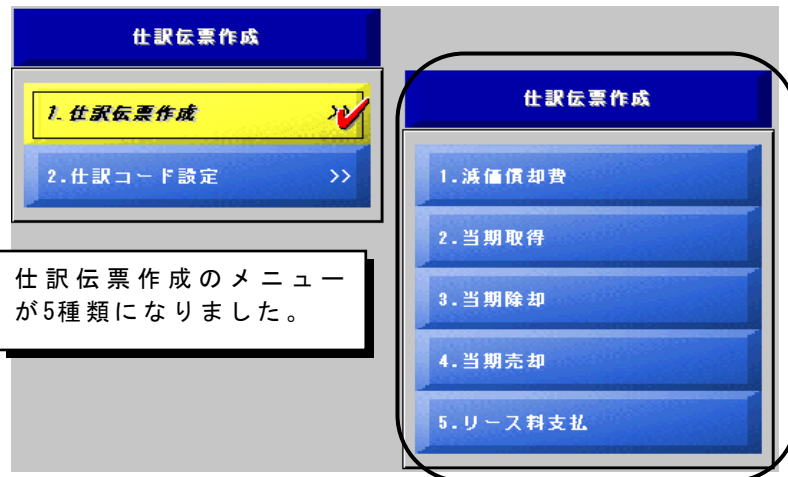 仕訳伝票作成
1.仕訳伝票作成 >>
2.仕訳コード設定 >>
仕訳伝票作成のメニュー
が5種類になりました。
仕訳伝票作成
1.減価償却費
2.当期取得
3.当期除却
4.当期売却
5.リース料支払